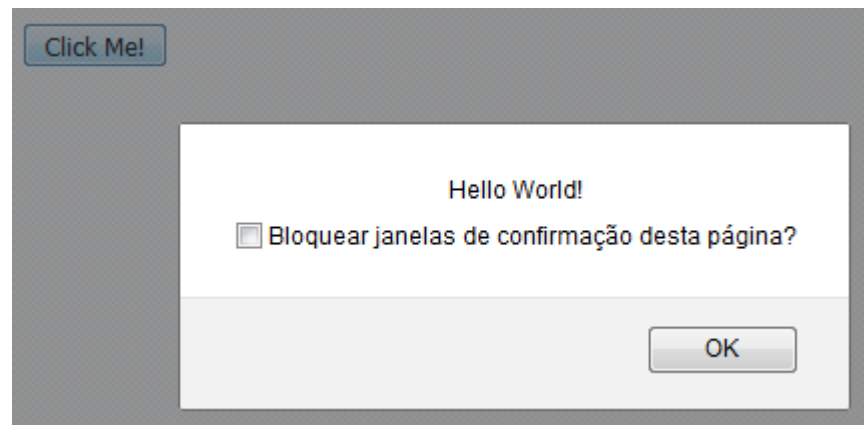 Click Me!
Hello World!
Bloquear janelas de confirmação desta página?
OK